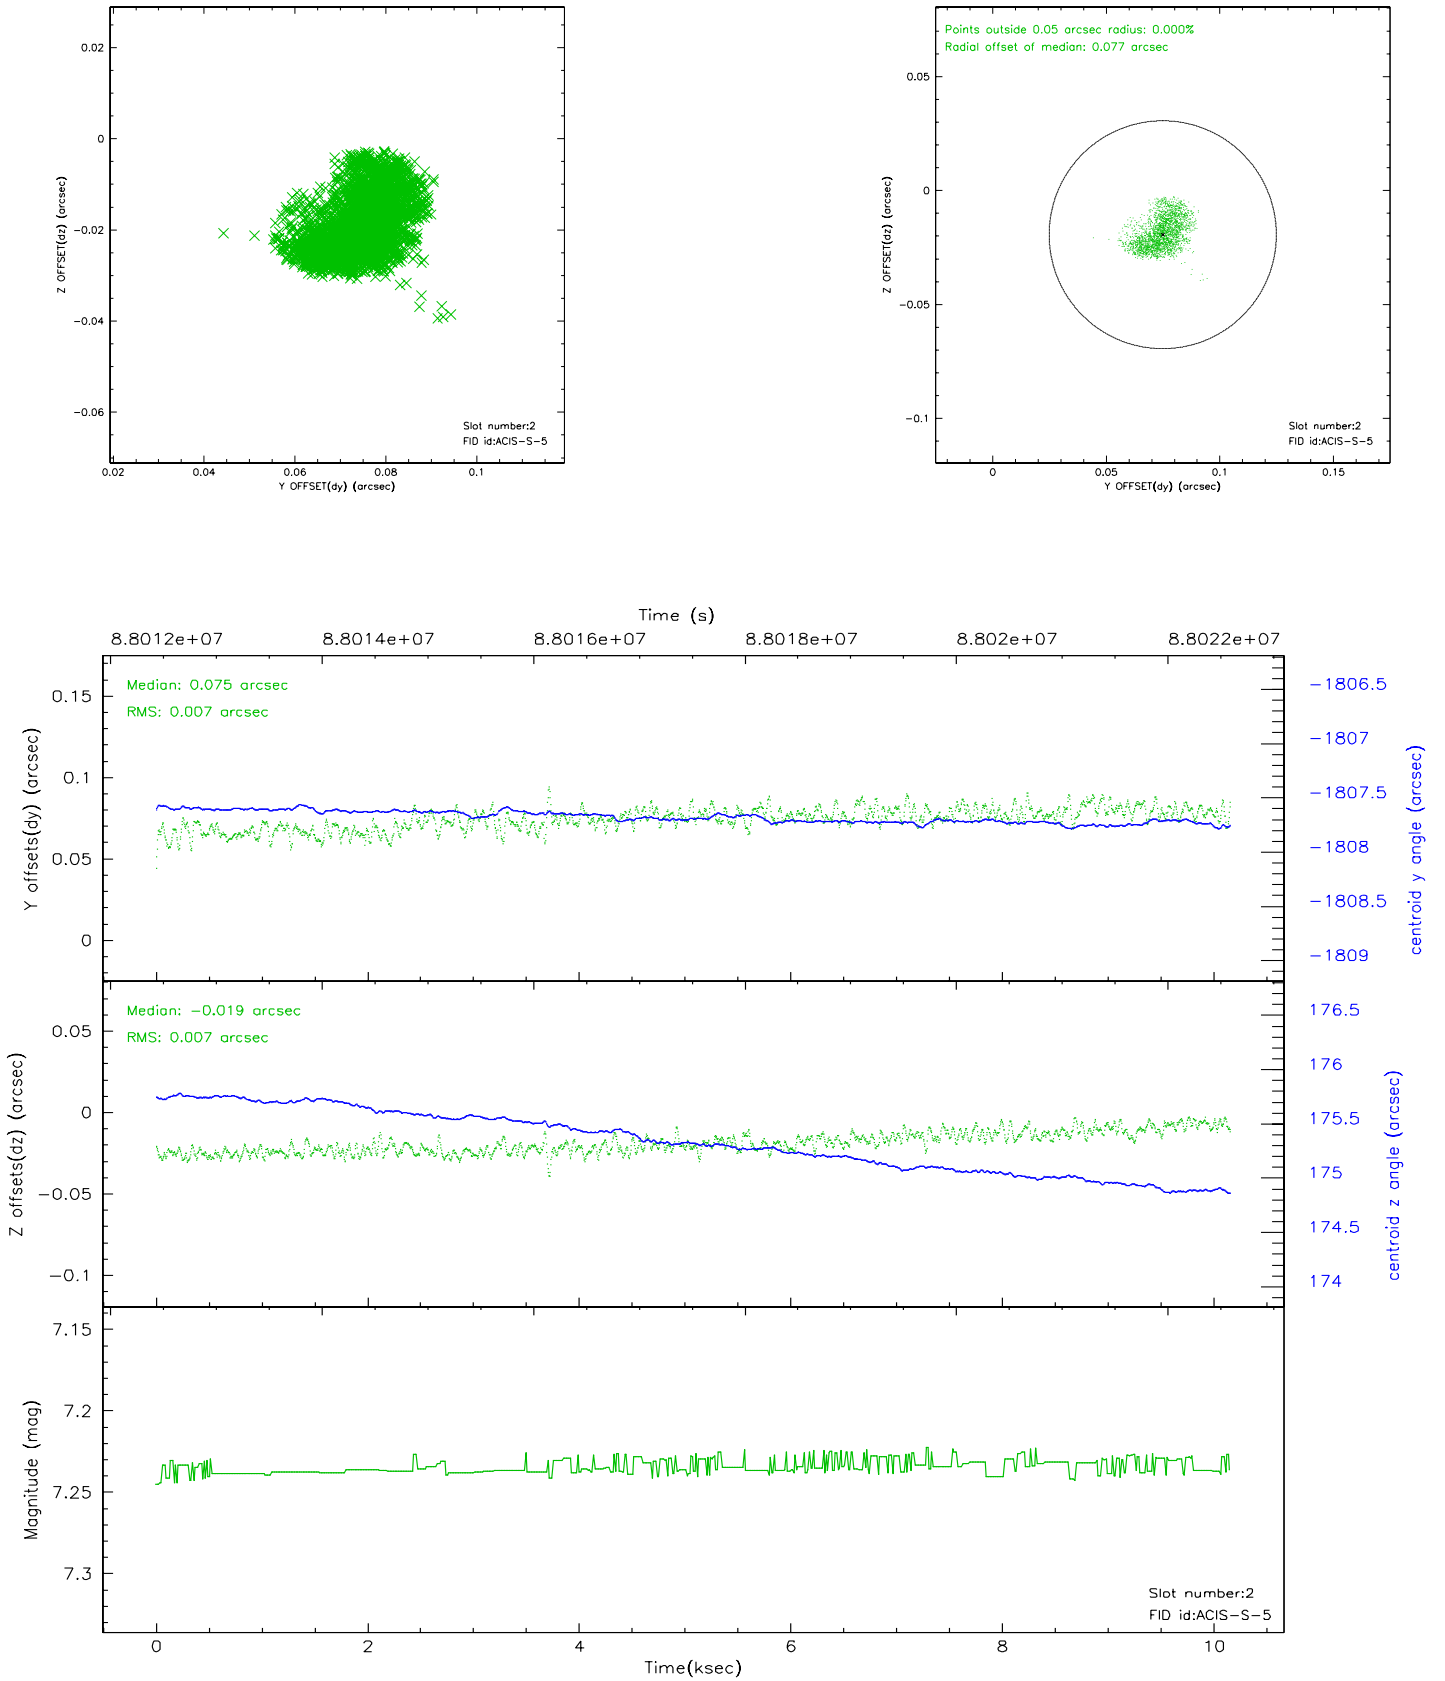 0.02
0
−0.02
−0.04
−0.06
Z OFFSET(dz) (arcsec)
Slot number:2
FID id:ACIS−S−5
0.02 0.04 0.06 0.08 0.1
Y OFFSET(dy) (arcsec)
Points outside 0.05 arcsec radius: 0.000%
Radial offset of median: 0.077 arcsec
0.05
0
−0.05
−0.1
Z OFFSET(dz) (arcsec)
Slot number:2
FID id:ACIS−S−5
0 0.05 0.1 0.15
Y OFFSET(dy) (arcsec)
Time (s)
8.8012e+07 8.8014e+07 8.8016e+07 8.8018e+07 8.802e+07 8.8022e+07
Median: 0.075 arcsec
RMS: 0.007 arcsec
0.15
0.1
0.05
0
Y offsets(dy) (arcsec)
−1806.5
−1807
−1807.5
−1808
−1808.5
−1809
centroid y angle (arcsec)
Median: −0.019 arcsec
RMS: 0.007 arcsec
0.05
0
−0.05
−0.1
Z offsets(dz) (arcsec)
176.5
176
175.5
175
174.5
174
centroid z angle (arcsec)
7.15
7.2
7.25
7.3
Magnitude (mag)
Slot number:2
FID id:ACIS−S−5
0 2 4 6 8 10
Time(ksec)